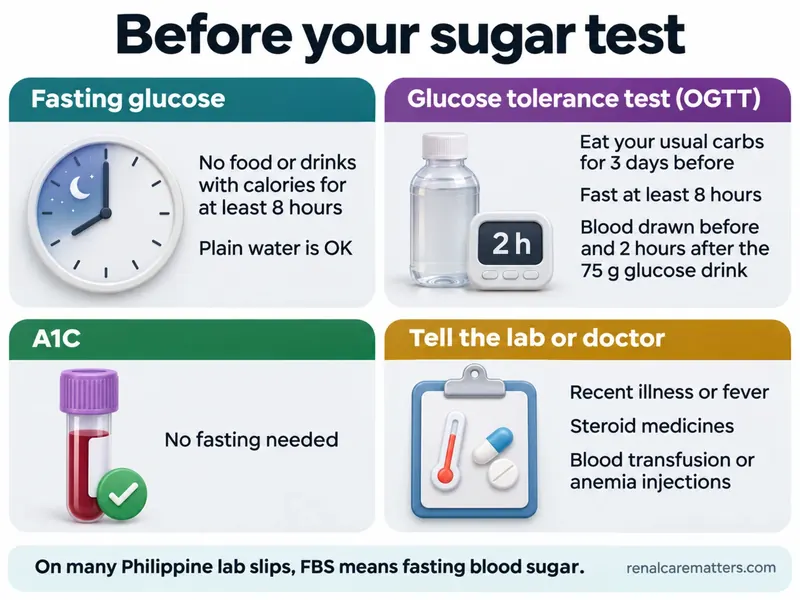 Before your sugar test
Fasting glucose
No food or drinks
with calories for
at least 8 hours
Plain water is OK
Glucose tolerance test (OGTT)
Eat your usual carbs
for 3 days before
Fast at least 8 hours
Blood drawn before
and 2 hours after the
75 g glucose drink
2 h
A1C
No fasting needed
Tell the lab or doctor
Recent illness or fever
Steroid medicines
Blood transfusion or
anemia injections
On many Philippine lab slips, FBS means fasting blood sugar.
renalcarematters.com